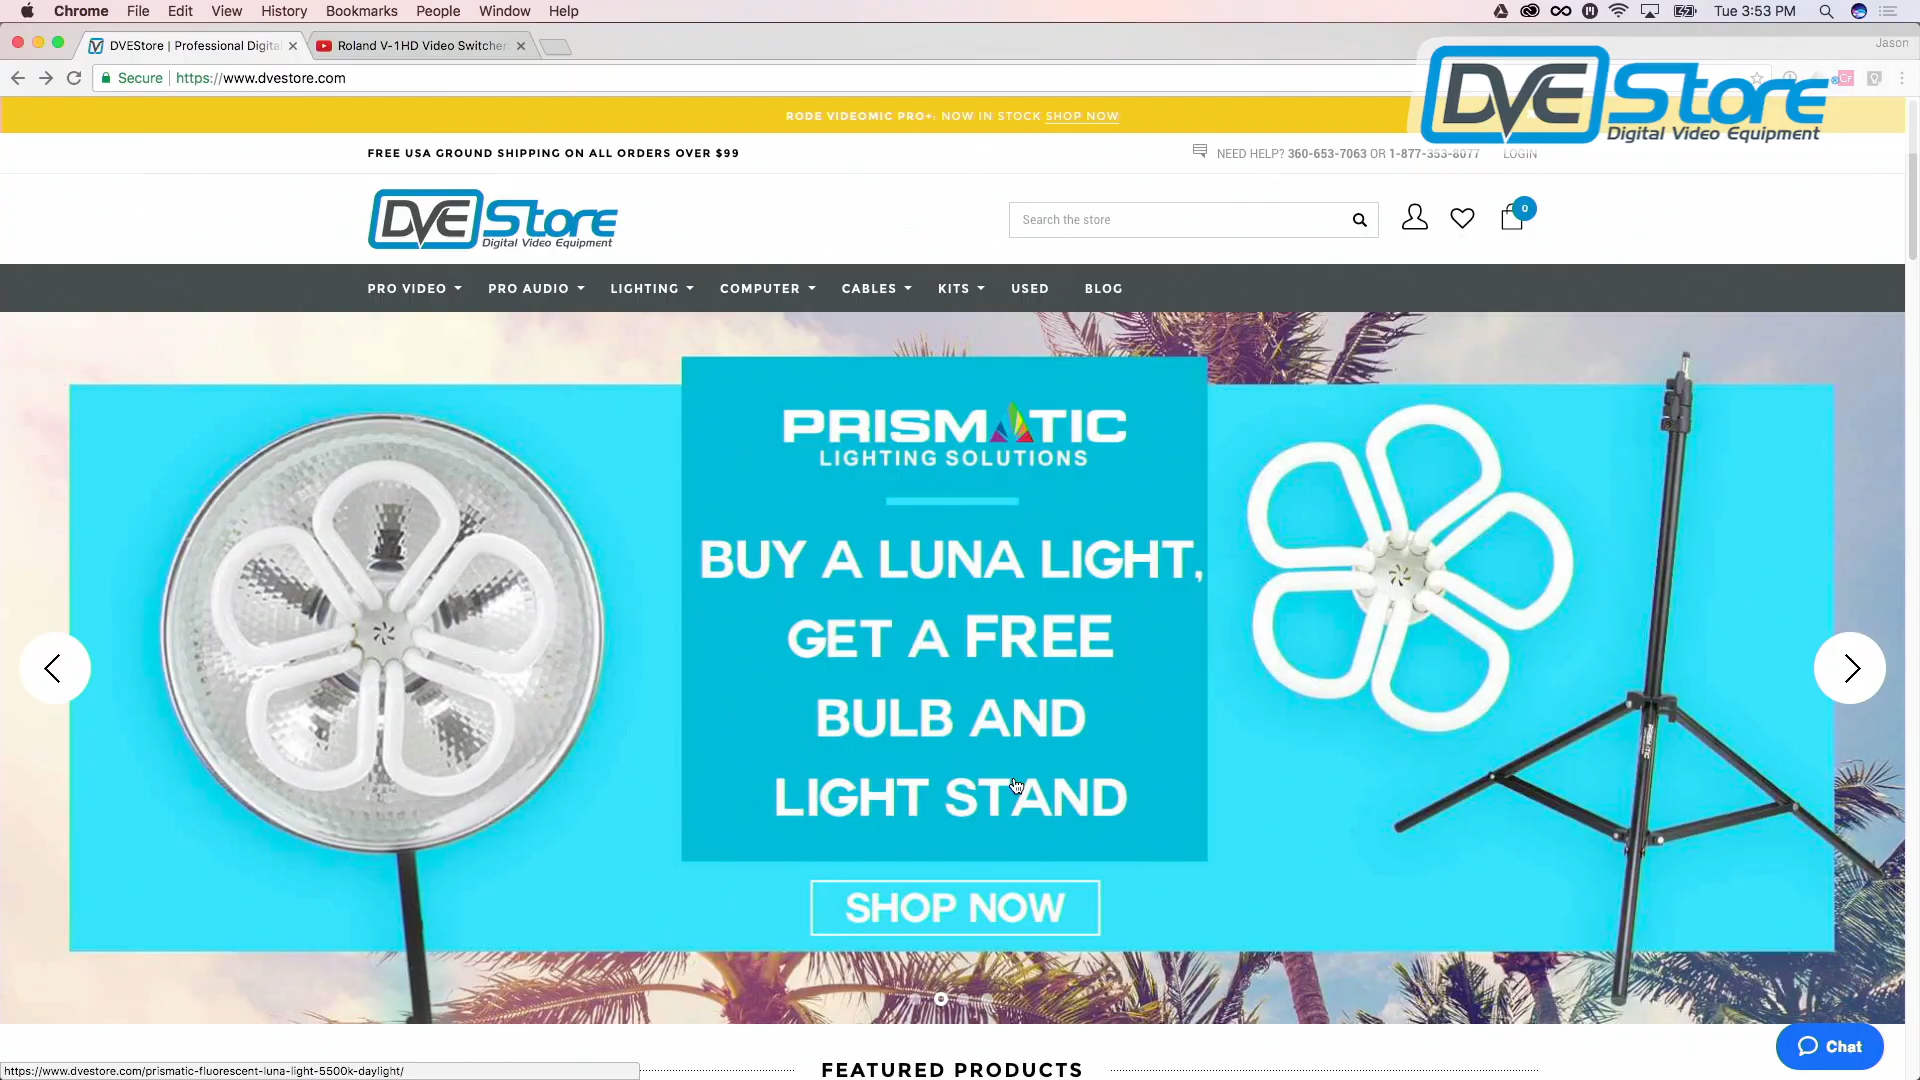 Chrome File Edit View History Bookmarks People Window Help Tue 3:53 PM
DVEStore | Professional Digita Roland V-1HD Video Switcher Jason
Secure https://www.dvestore.com
DVE Store
Digital Video Equipment
RODE VIDEOMIC PRO+: NOW IN STOCK SHOP NOW
FREE USA GROUND SHIPPING ON ALL ORDERS OVER $99 NEED HELP? 360-653-7063 OR 1-877-353-8077 LOGIN
DVE Store
Digital Video Equipment
Search the store 0
PRO VIDEO PRO AUDIO LIGHTING COMPUTER CABLES KITS USED BLOG
PRISMATIC
LIGHTING SOLUTIONS
BUY A LUNA LIGHT,
GET A FREE
BULB AND
LIGHT STAND
SHOP NOW
Chat
FEATURED PRODUCTS
https://www.dvestore.com/prismatic-fluorescent-luna-light-5500k-daylight/